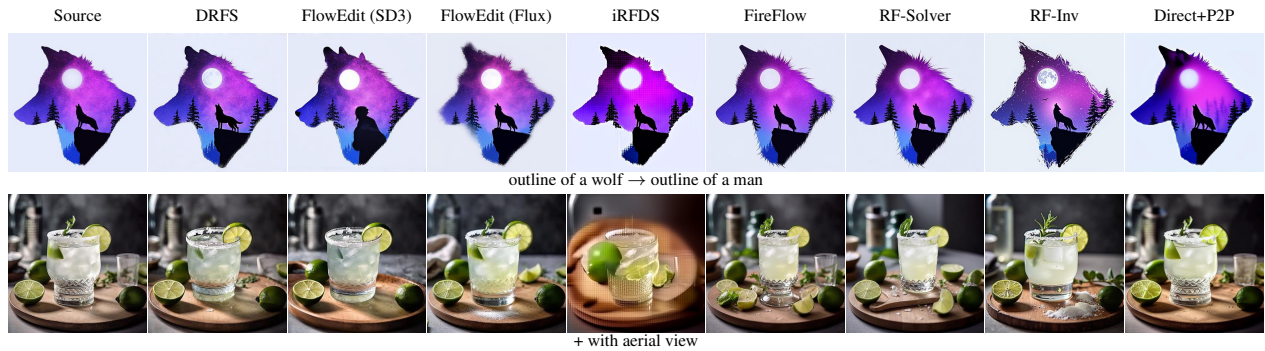 Source DRFS FlowEdit (SD3) FlowEdit (Flux) iRFDS FireFlow RF-Solver RF-Inv Direct+P2P
outline of a wolf → outline of a man
+ with aerial view